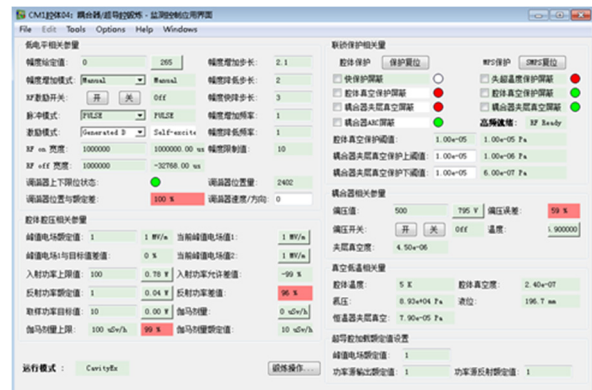 CM1腔体04: 耦合器/超导腔锻炼 - 监测控制应用界面
File Edit Tools Options Help Windows
低电平相关参量
幅度给定值: 0 265 幅度增加步长: 2.1
幅度增加模式: Manual Manual 幅度降低步长: 2
RF激励开关: 开 关 Off 幅度快降步长: 3
脉冲模式: PULSE PULSE 幅度增加频率: 1
激励模式: Generated D Self-excite 幅度降低频率: 1
RF on 宽度: 1000000 1000000.00 us 幅度限制值: 10
RF off 宽度: 1000000 -32768.00 us
调谐器上下限位状态: 调谐器位置量: 2402
调谐器位置与额定差: 100 % 调谐器速度/方向: 0
腔体腔压相关参量
峰值电场额定值: 1 1 MV/m 当前峰值电场值1: 1 MV/m
峰值电场1与目标值差值: 0 % 当前峰值电场值2: 1 MV/m
入射功率上限值: 100 0.78 W 入射功率允许差值: -99 %
反射功率额定值: 1 0.04 W 反射功率差值: 96 %
取样功率目标值: 10 0.00 W 伽马剂量: 0 uSv/h
伽马剂量上限: 100 uSv/h 99 % 伽马剂量额定值: 10 uSv/h
运行模式 : CavityEx 锻炼操作...
联锁保护相关量
腔体保护 保护复位 MPS保护 SMPS复位
快保护屏蔽 失超温度保护屏蔽
腔体真空保护屏蔽 腔体真空保护屏蔽
耦合器夹层真空屏蔽 耦合器夹层真空屏蔽
耦合器ARC屏蔽 高频就绪: RF Ready
腔体真空保护阈值: 1.00e-05 1.00e-06 Pa
耦合器夹层真空保护上阈值: 1.00e-05 1.00e-05 Pa
耦合器夹层真空保护下阈值: 1.00e-05 6.00e-07 Pa
耦合器相关参量
偏压值: 500 795 V 偏压误差: 59 %
偏压开关: 开 关 Off 温度: .900000
夹层真空度: 4.50e-06
真空低温相关量
腔体温度: 5 K 腔体真空度: 2.40e-07
氦压: 8.93e+04 Pa 液位: 196.7 mm
恒温器夹层真空: 7.90e-05 Pa
超导腔加载额定值设置
峰值电场额定值: 1
功率源输出额定值: 1 功率源反射额定值: 1